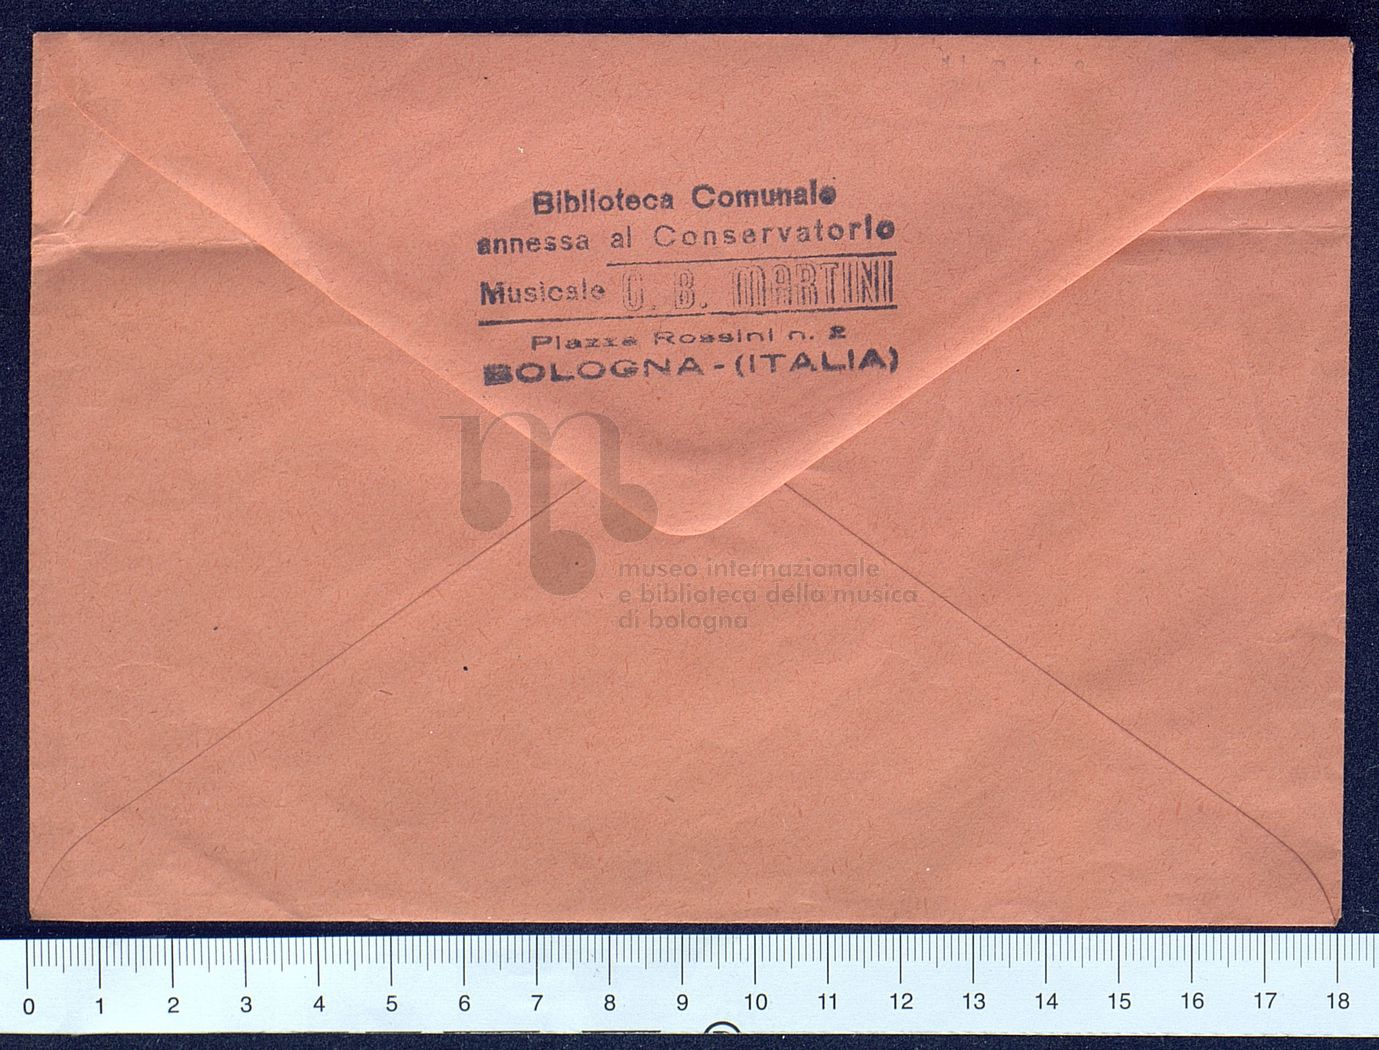 Biblioteca Comunale
annessa al Conservatorio
Musicale G. B. MARTINI
Piazza Rossini n. 2
BOLOGNA - (ITALIA)
museo internazionale
e biblioteca della musica
di bologna
0 1 2 3 4 5 6 7 8 9 10 11 12 13 14 15 16 17 18